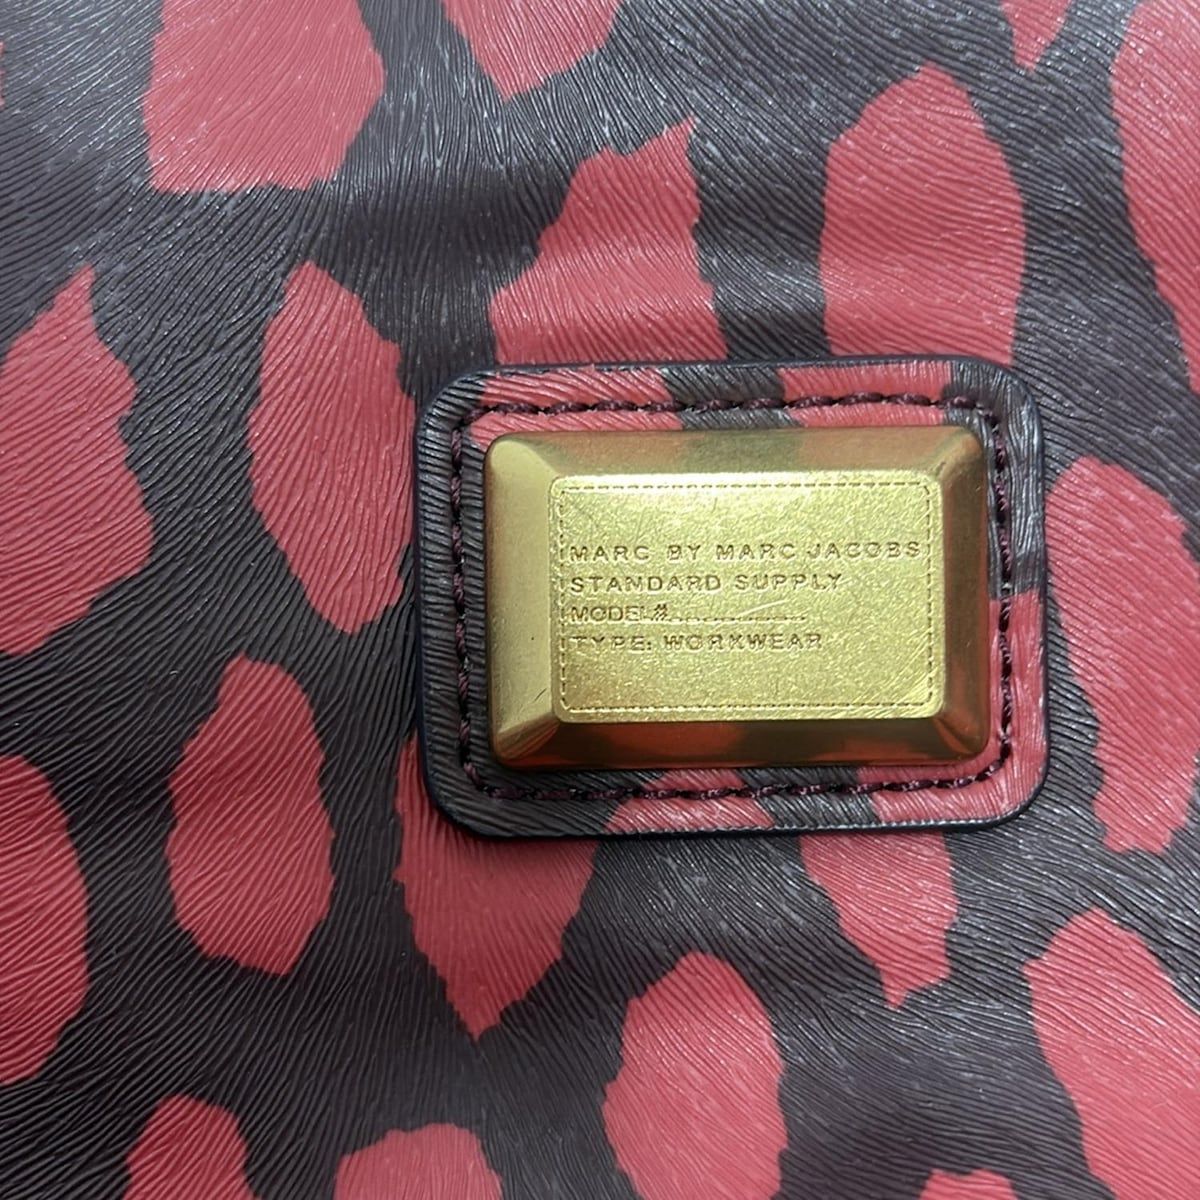 MARC BY MARC JACOBS
STANDARD SUPPLY
MODEL#..............
TYPE: WORKWEAR